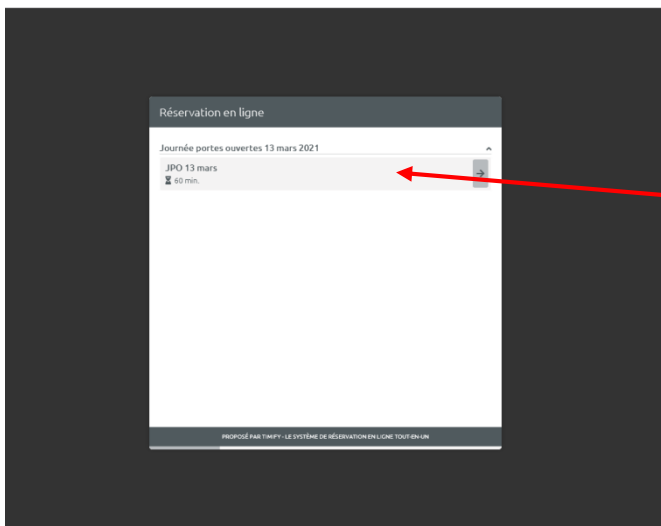 Réservation en ligne
Journée portes ouvertes 13 mars 2021
JPO 13 mars
60 min.
PROPOSÉ PAR TIMIFY - LE SYSTÈME DE RÉSERVATION EN LIGNE TOUT-EN-UN